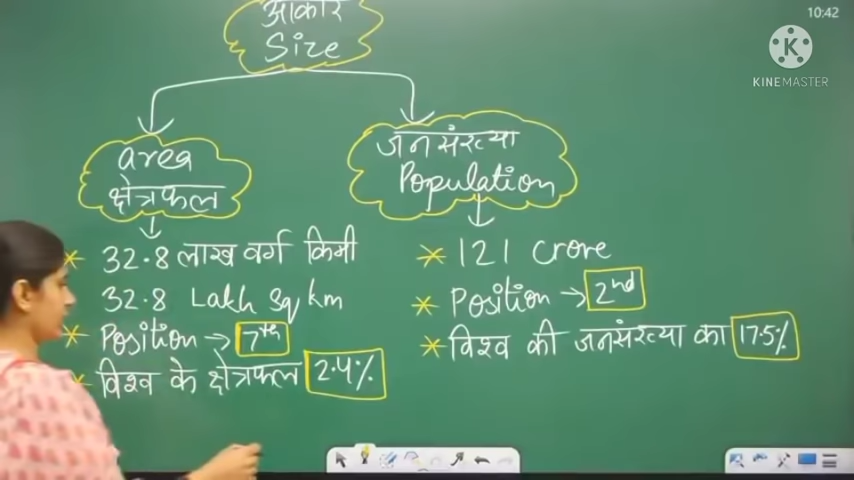 10:42
आकार
Size
KINEMASTER
area
क्षेत्रफल
जनसंख्या
Population
32.8 लाख वर्ग किमी
32.8 Lakh Sq km
Position → 7th
विश्व के क्षेत्रफल 2.4%
121 Crore
Position → 2nd
विश्व की जनसंख्या का 17.5%